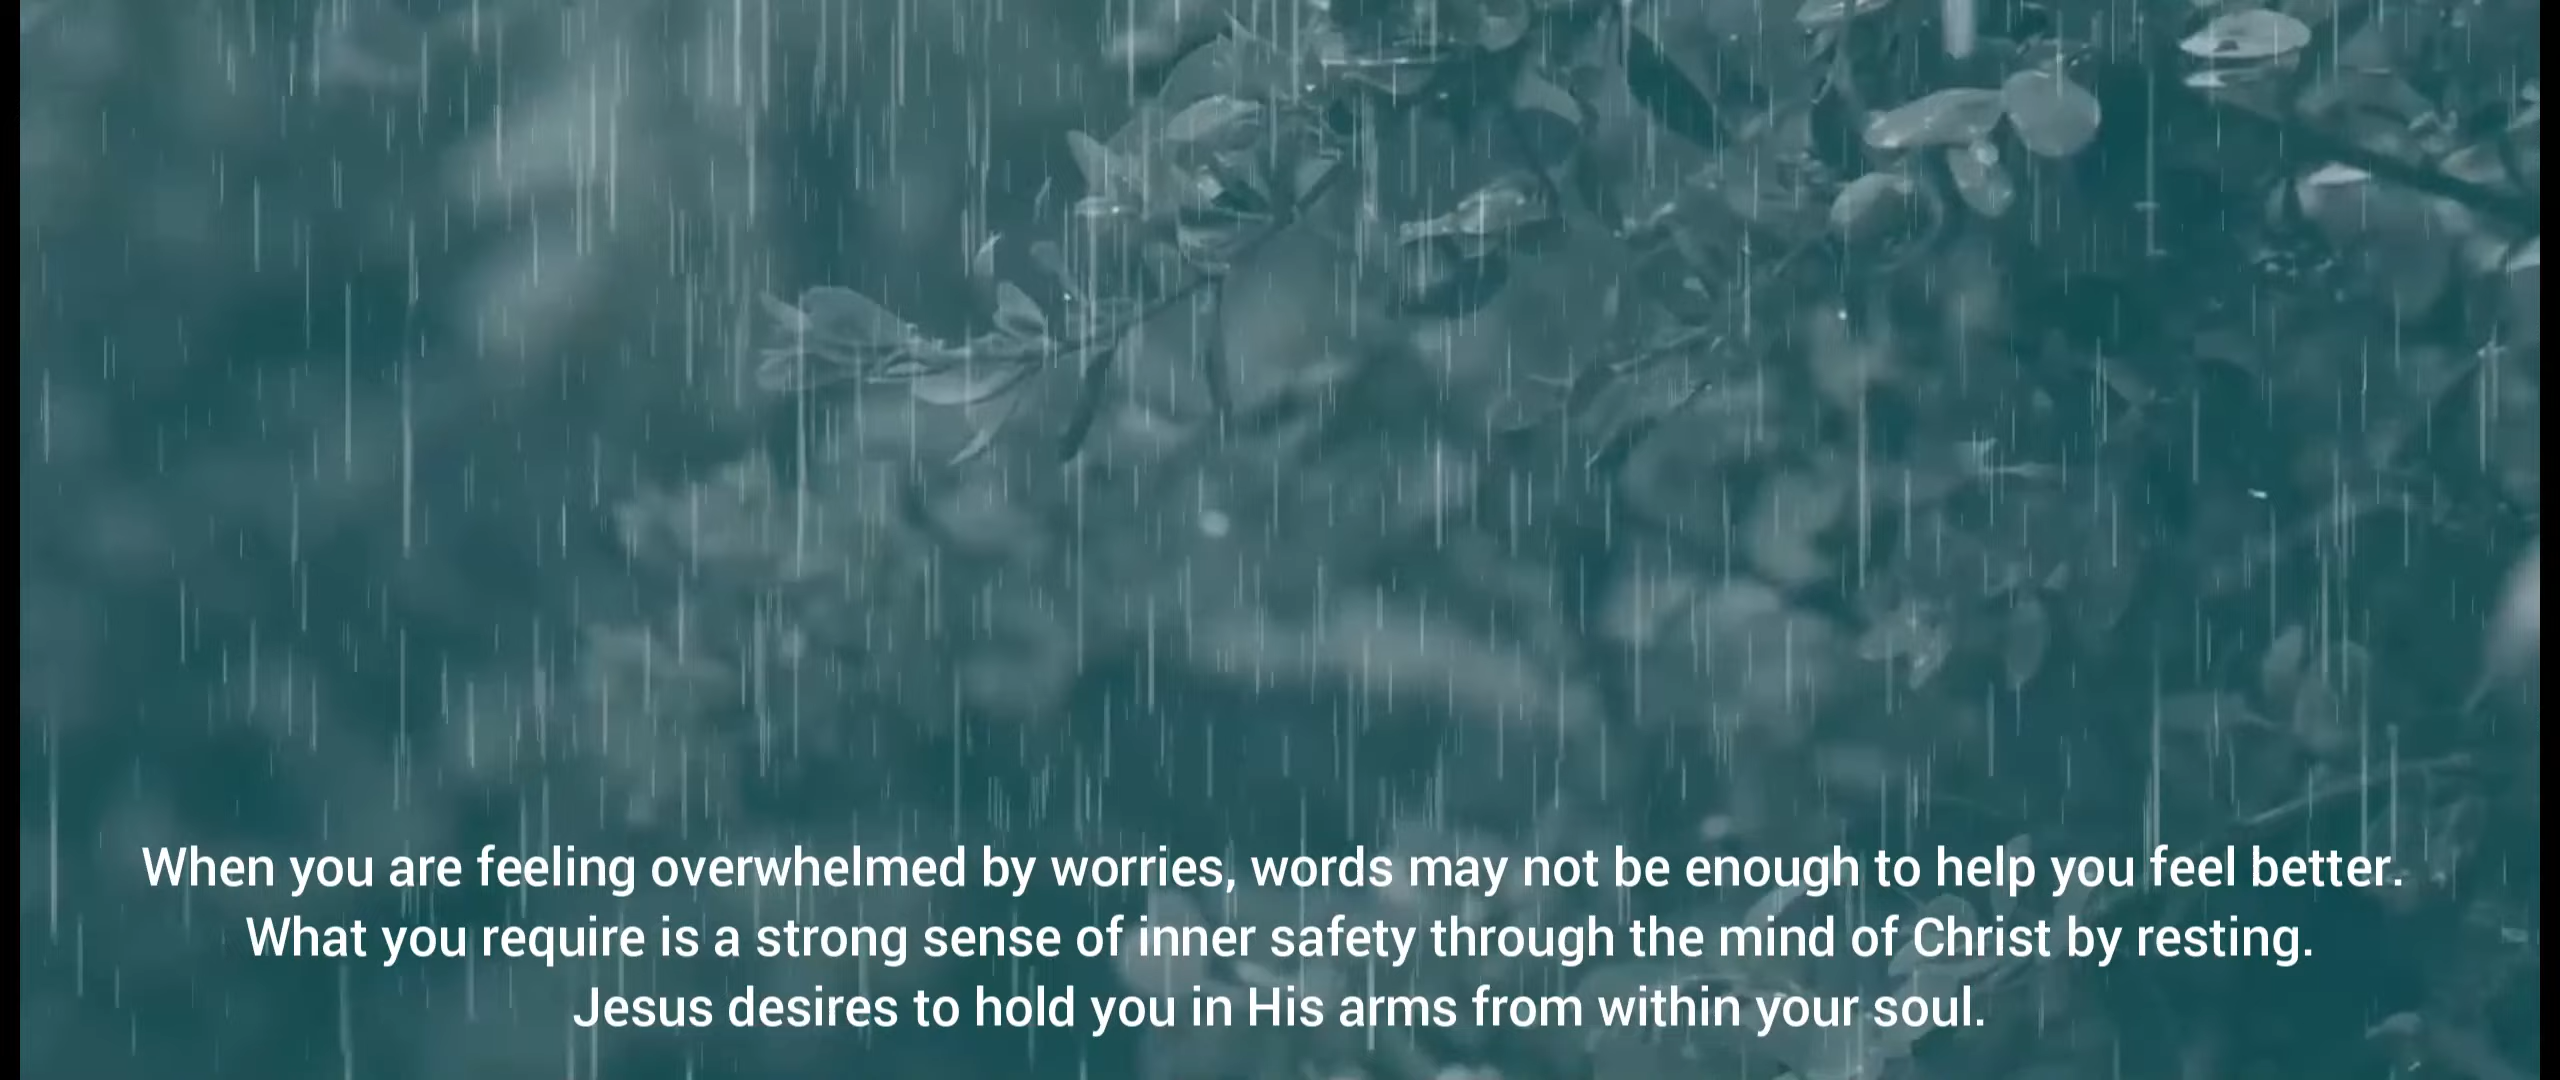 When you are feeling overwhelmed by worries, words may not be enough to help you feel better.
What you require is a strong sense of inner safety through the mind of Christ by resting.
Jesus desires to hold you in His arms from within your soul.